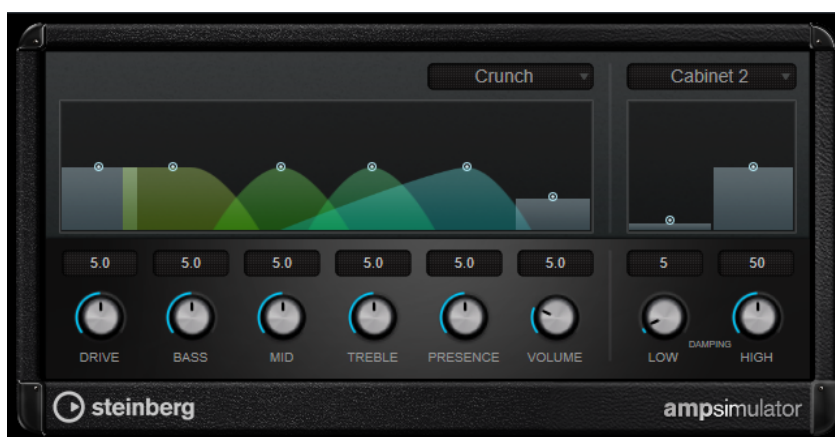 Crunch
Cabinet 2
5.0 5.0 5.0 5.0 5.0 5.0 5 50
DRIVE BASS MID TREBLE PRESENCE VOLUME LOW DAMPING HIGH
steinberg
ampsimulator